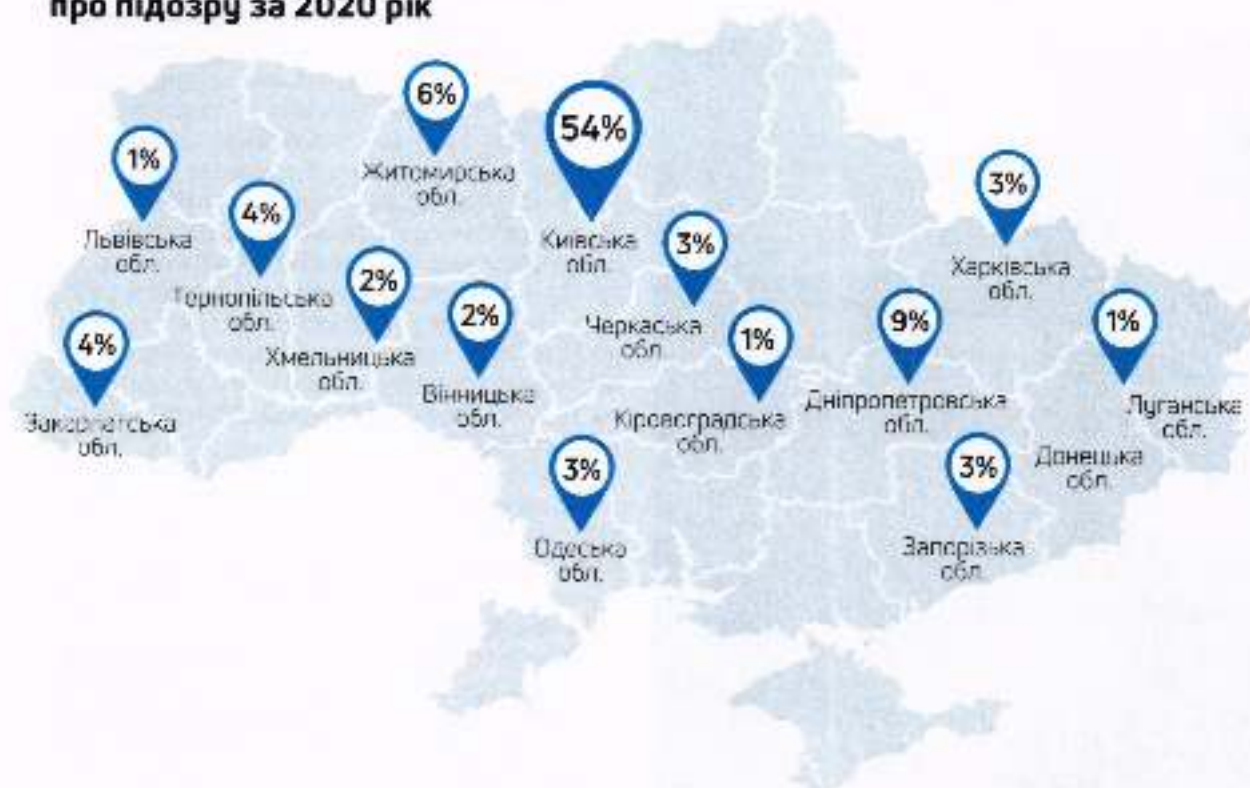 про підозру за 2020 рік
6%
Житомирська
обл.
54%
Київська
обл.
1%
Львівська
обл.
4%
Тернопільська
обл.
3%
Черкаська
обл.
3%
Харківська
обл.
2%
Хмельницька
обл.
2%
Вінницька
обл.
4%
Закарпатська
обл.
1%
Кіровоградська
обл.
9%
Дніпропетровська
обл.
1%
Луганська
обл.
Донецька
обл.
3%
Одеська
обл.
3%
Запорізька
обл.